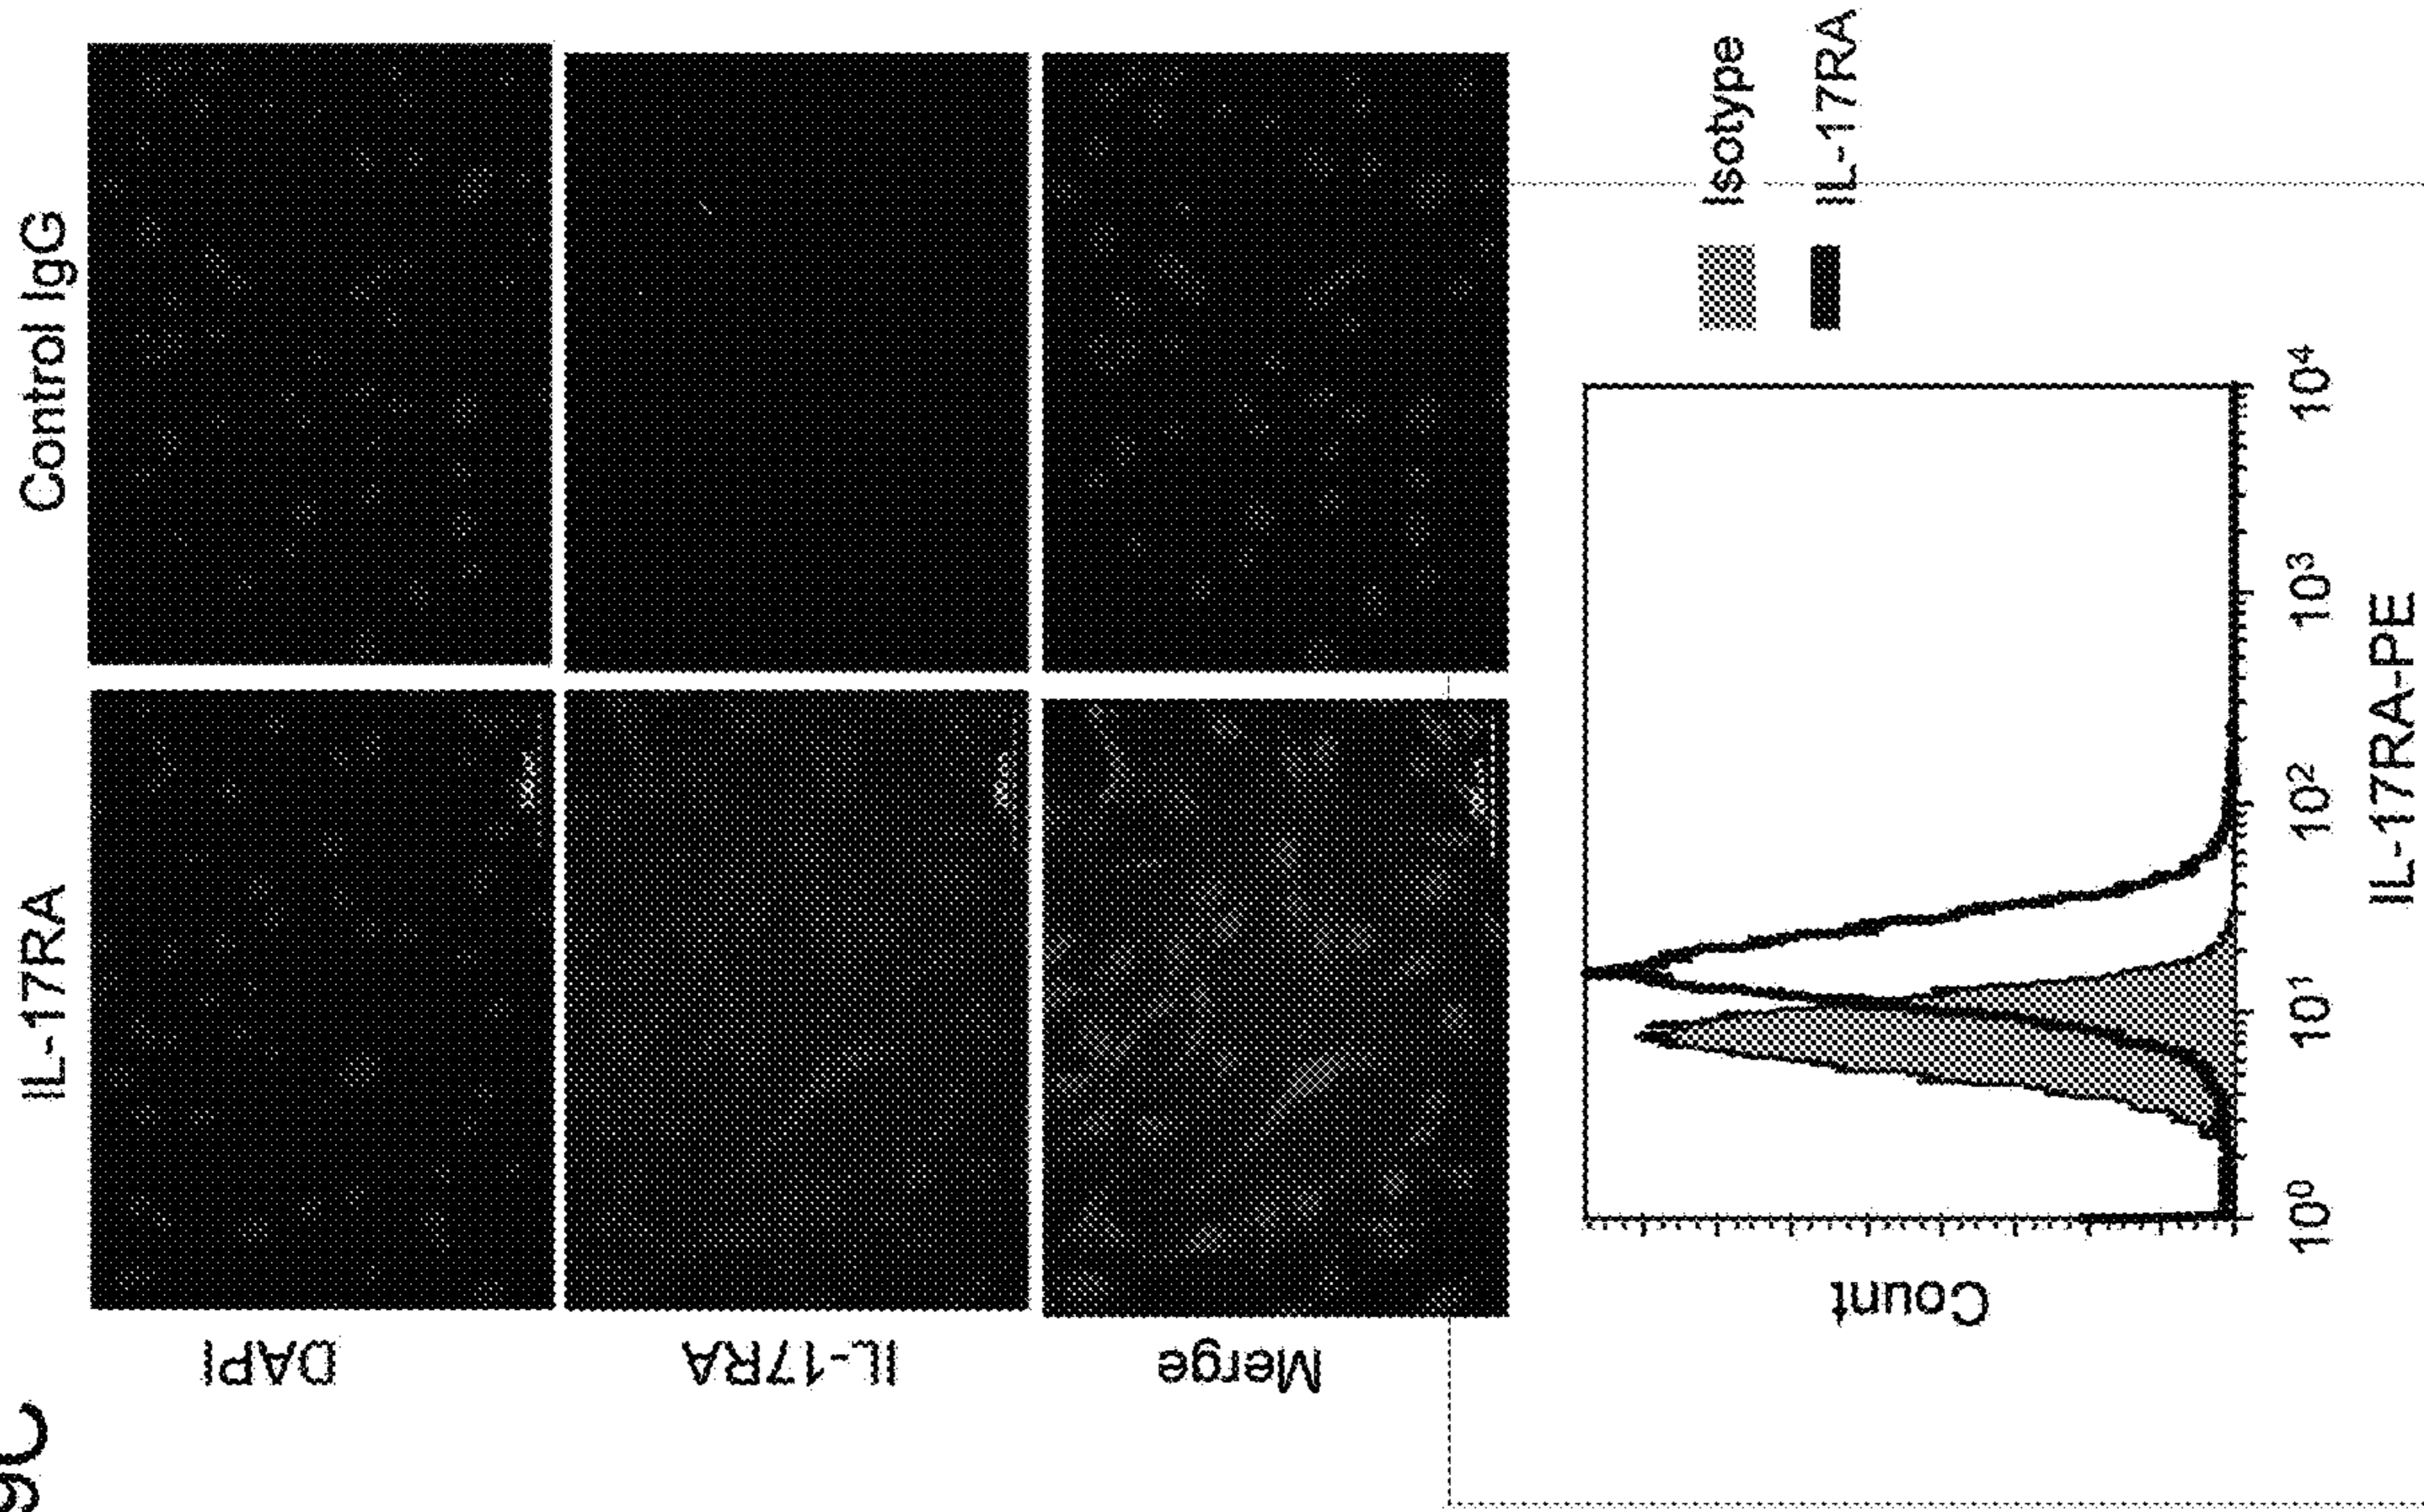 IL-17RA
Control IgG
DAPI
IL-17RA
Merge
Count
10⁰
10¹
10²
10³
10⁴
IL-17RA-PE
Isotype
IL-17RA